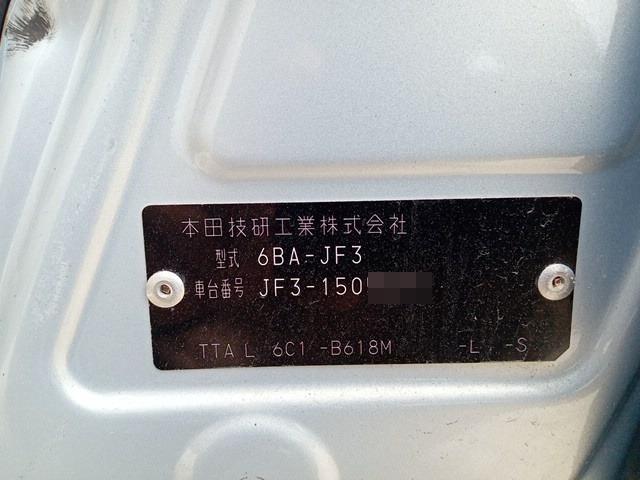 本田技研工業株式会社
型式 6BA-JF3
車台番号 JF3-150
TTA L 6C1 -B618M -L -S